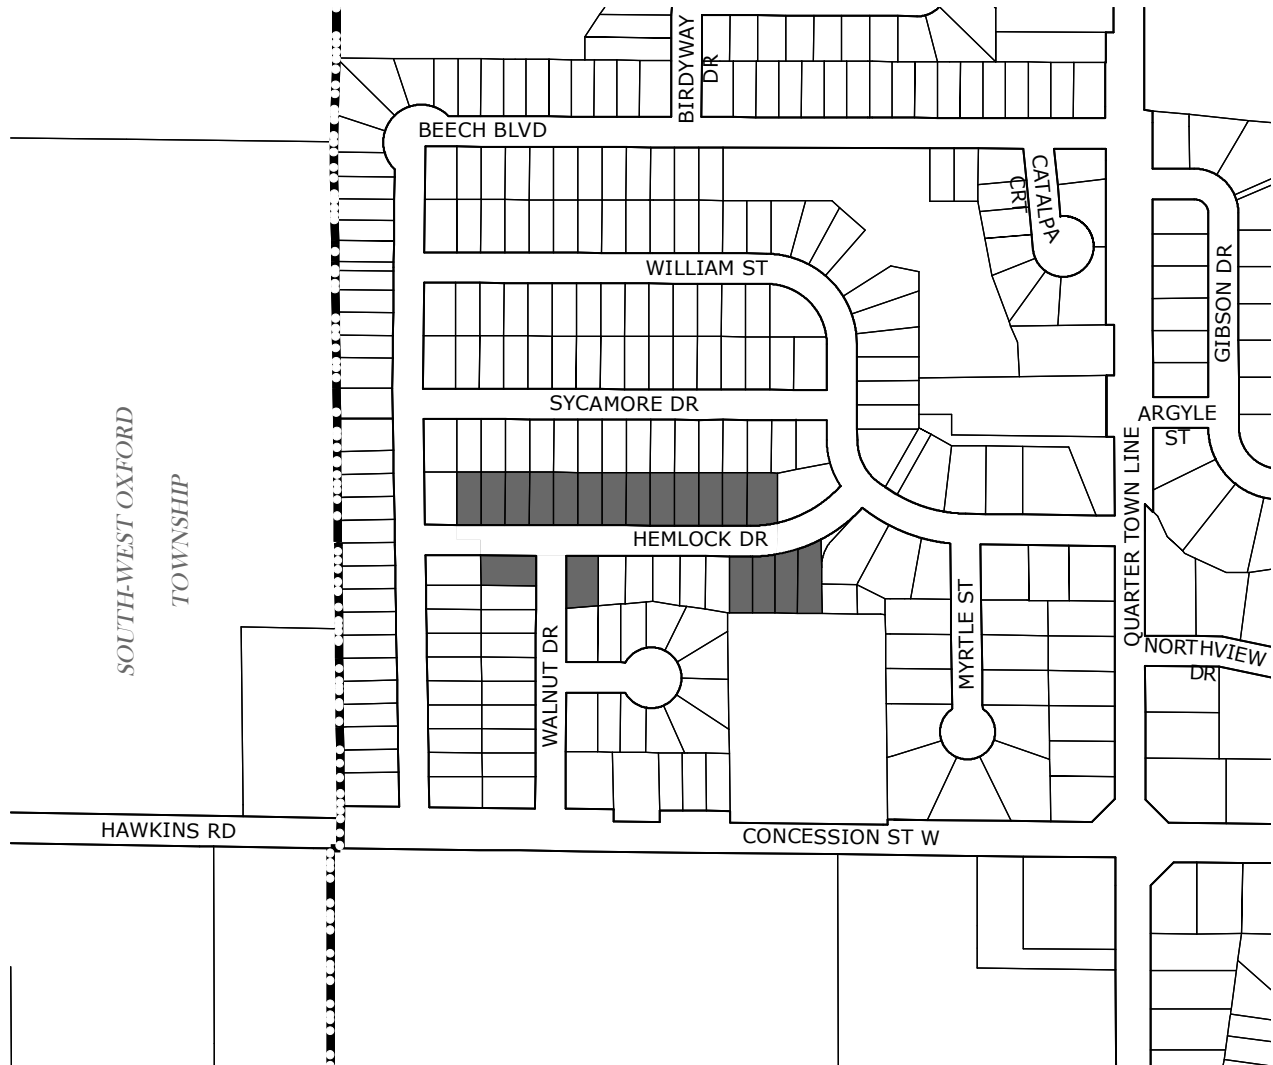 BIRDYWAY
DR
BEECH BLVD
CATALPA
CRT
WILLIAM ST
GIBSON DR
SYCAMORE DR
ARGYLE
ST
SOUTH-WEST OXFORD
TOWNSHIP
HEMLOCK DR
QUARTER TOWN LINE
MYRTLE ST
WALNUT DR
NORTHVIEW
DR
HAWKINS RD
CONCESSION ST W